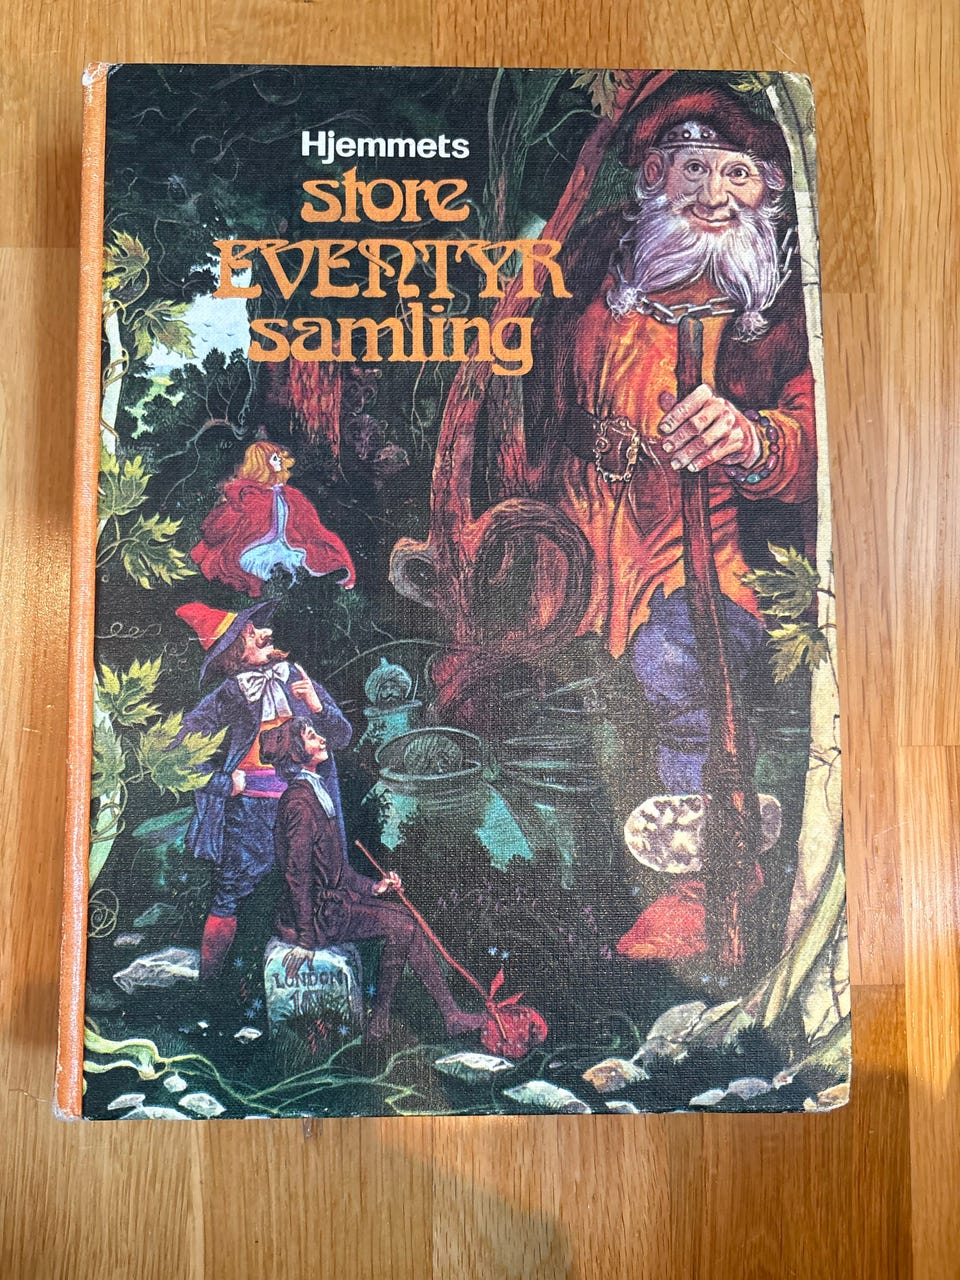 Hjemmets
store
EVENTYR
samling
LONDON